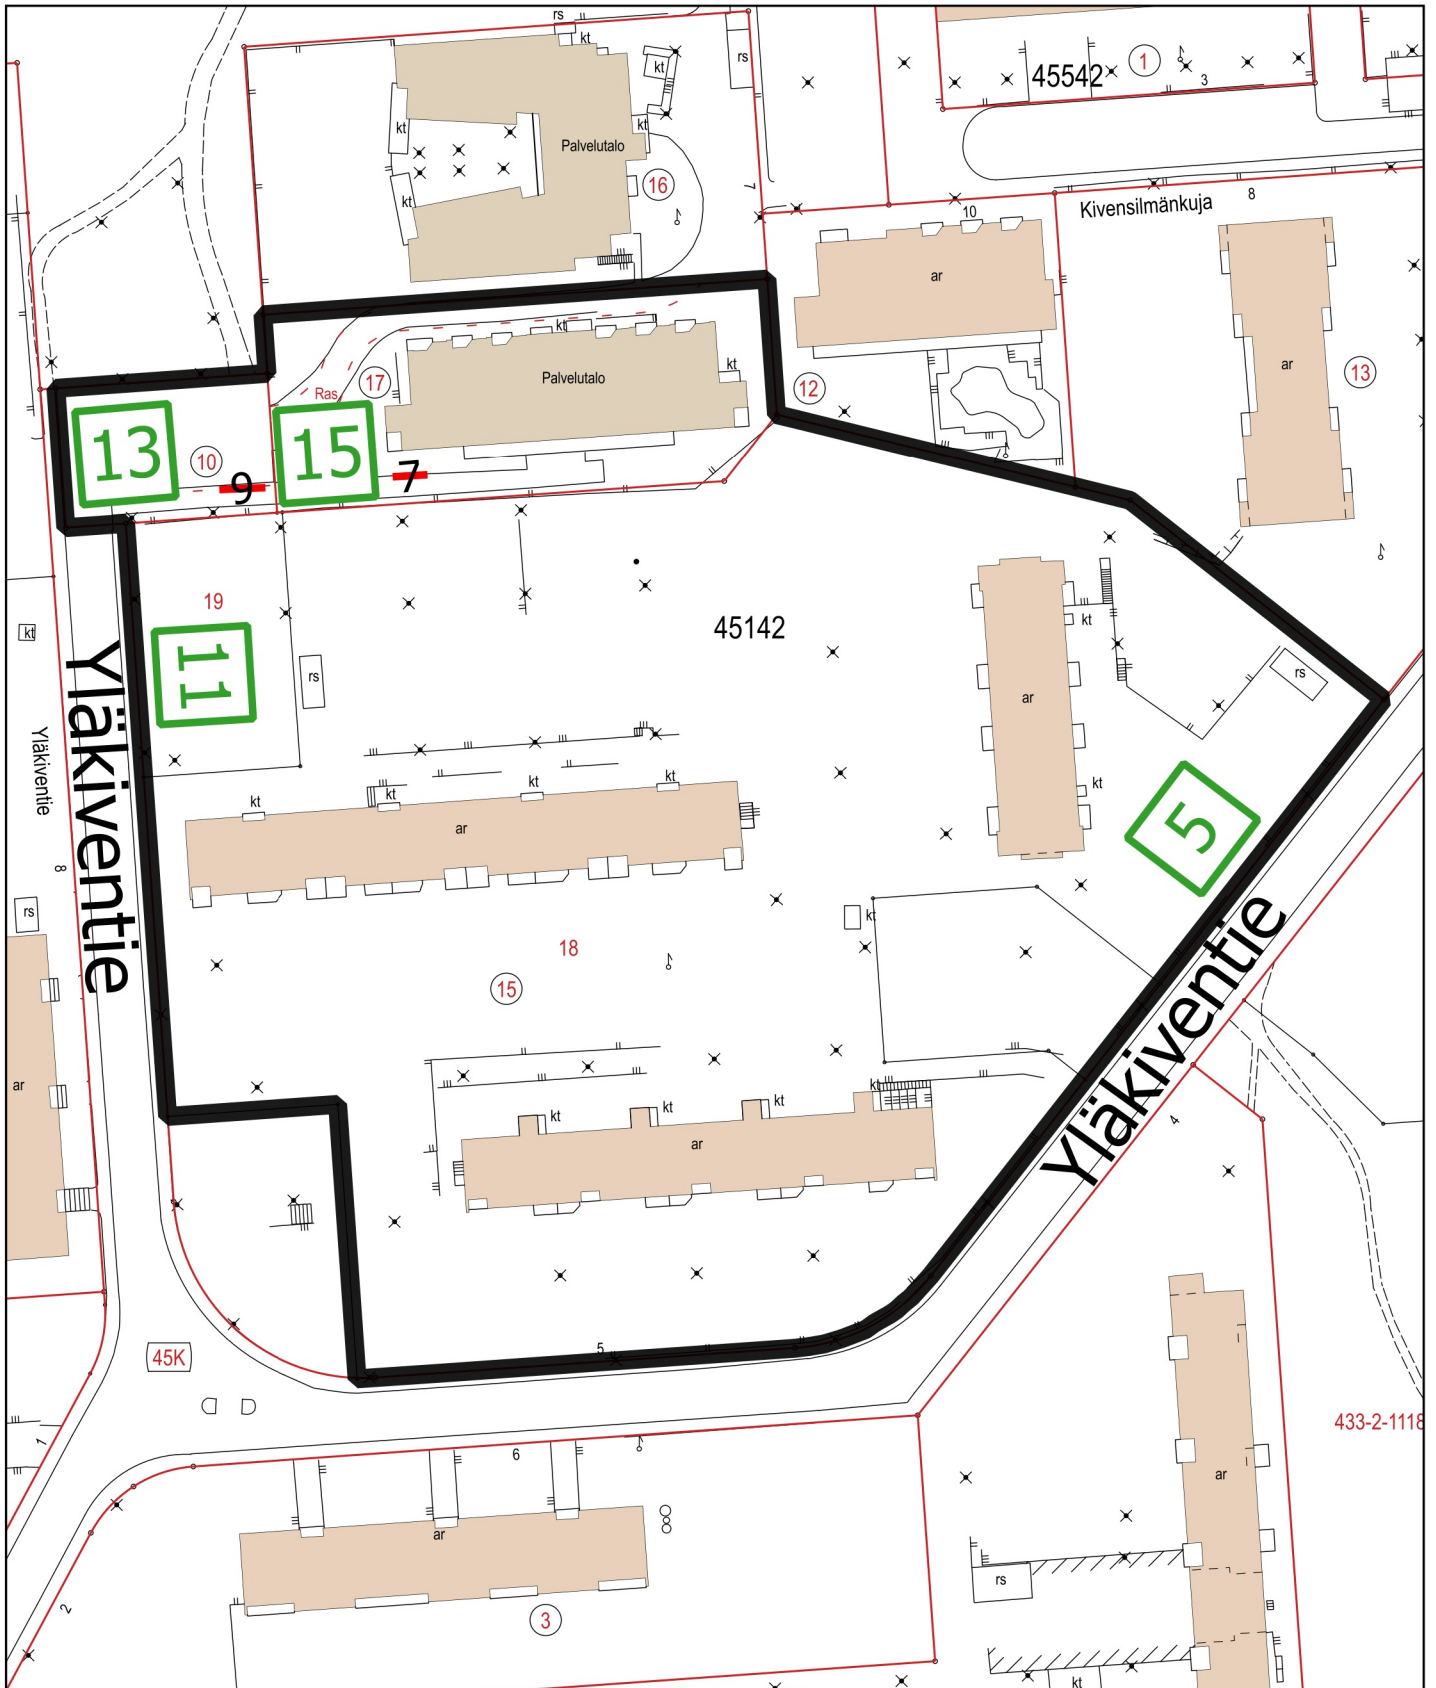 rs
kt
kt
rs
45542
1
3
kt
kt
Palvelutalo
16
7
kt
Kivensilmänkuja
8
10
ar
ar
13
kt
kt
Ras
17
Palvelutalo
12
13
10
15
9
7
19
45142
kt
kt
11
rs
rs
ar
Yläkiventie
Yläkiventie
kt
kt
kt
kt
kt
ar
5
8
rs
kt
18
15
Yläkiventie
ar
kt
kt
kt
kt
ar
4
5
45K
1
6
433-2-1118
ar
ar
rs
2
3
kt